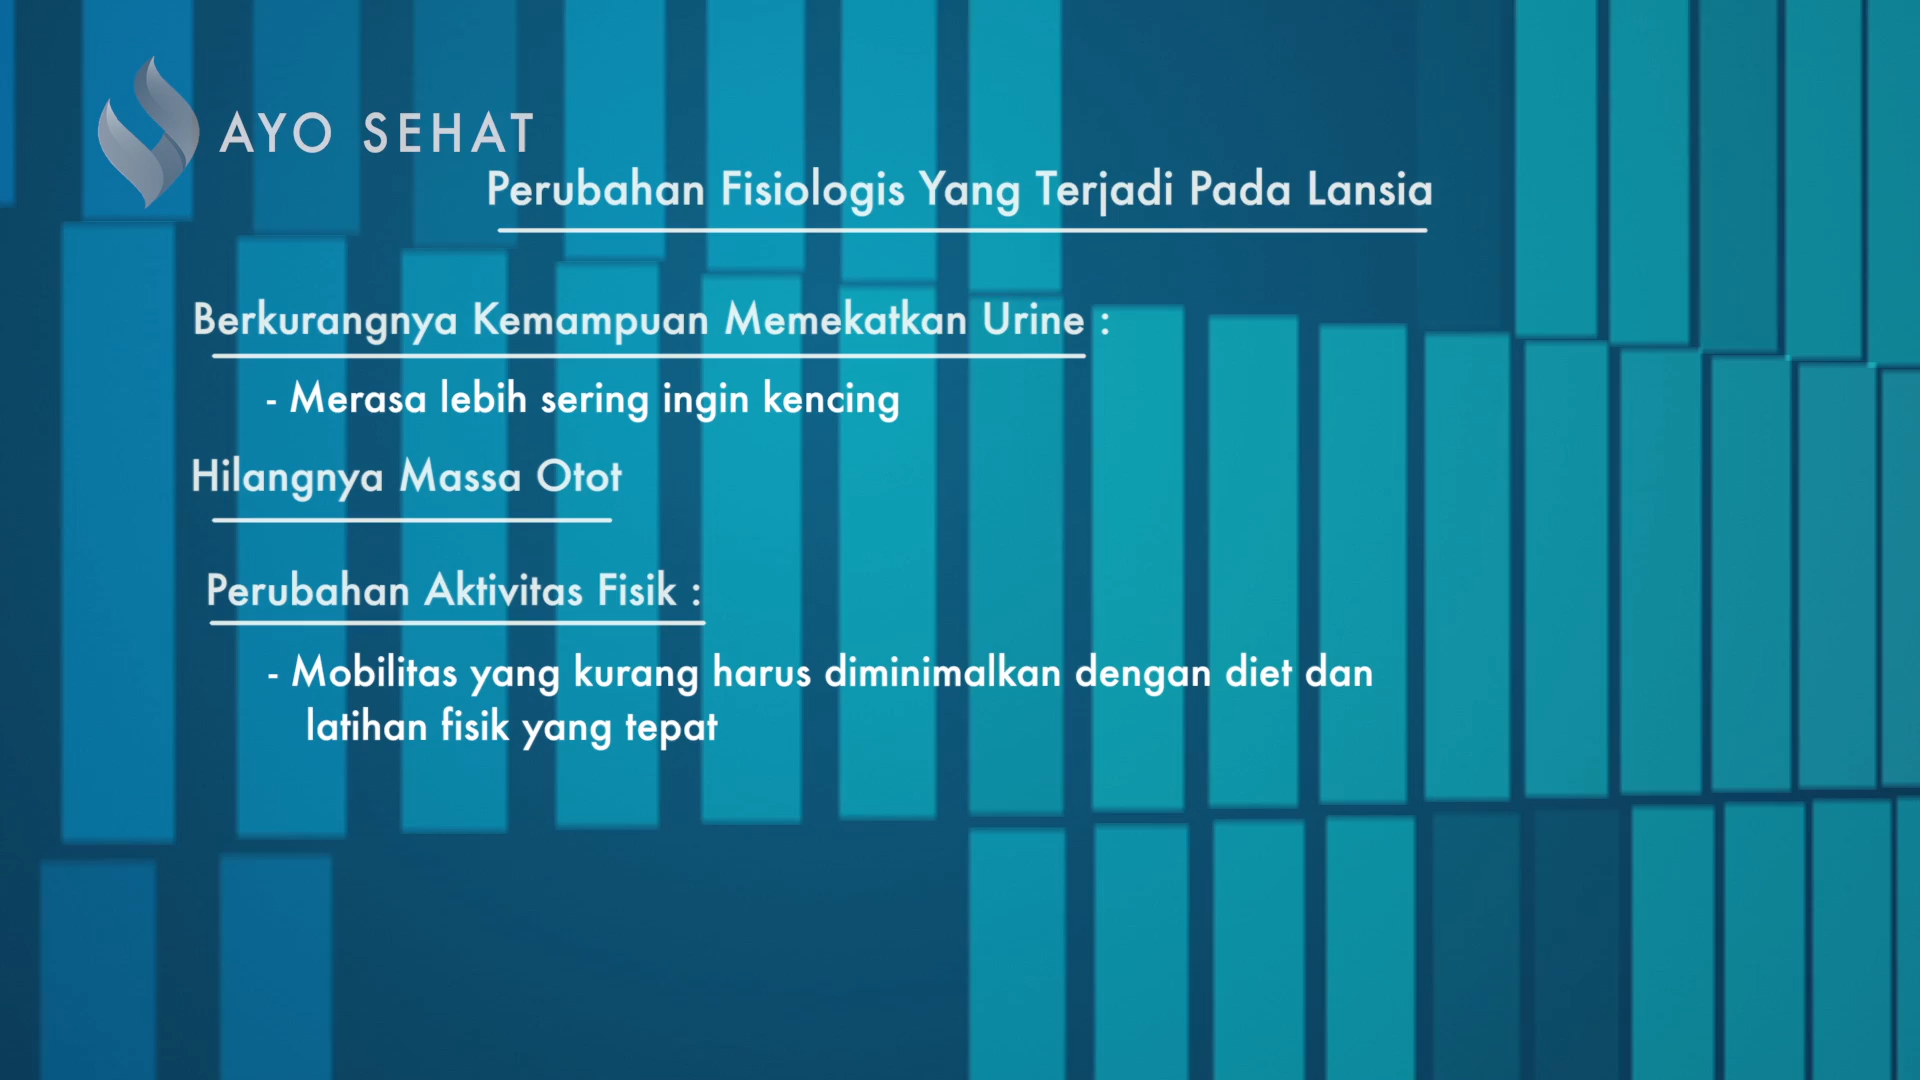 AYO SEHAT
Perubahan Fisiologis Yang Terjadi Pada Lansia
Berkurangnya Kemampuan Memekatkan Urine :
- Merasa lebih sering ingin kencing
Hilangnya Massa Otot
Perubahan Aktivitas Fisik :
- Mobilitas yang kurang harus diminimalkan dengan diet dan
latihan fisik yang tepat